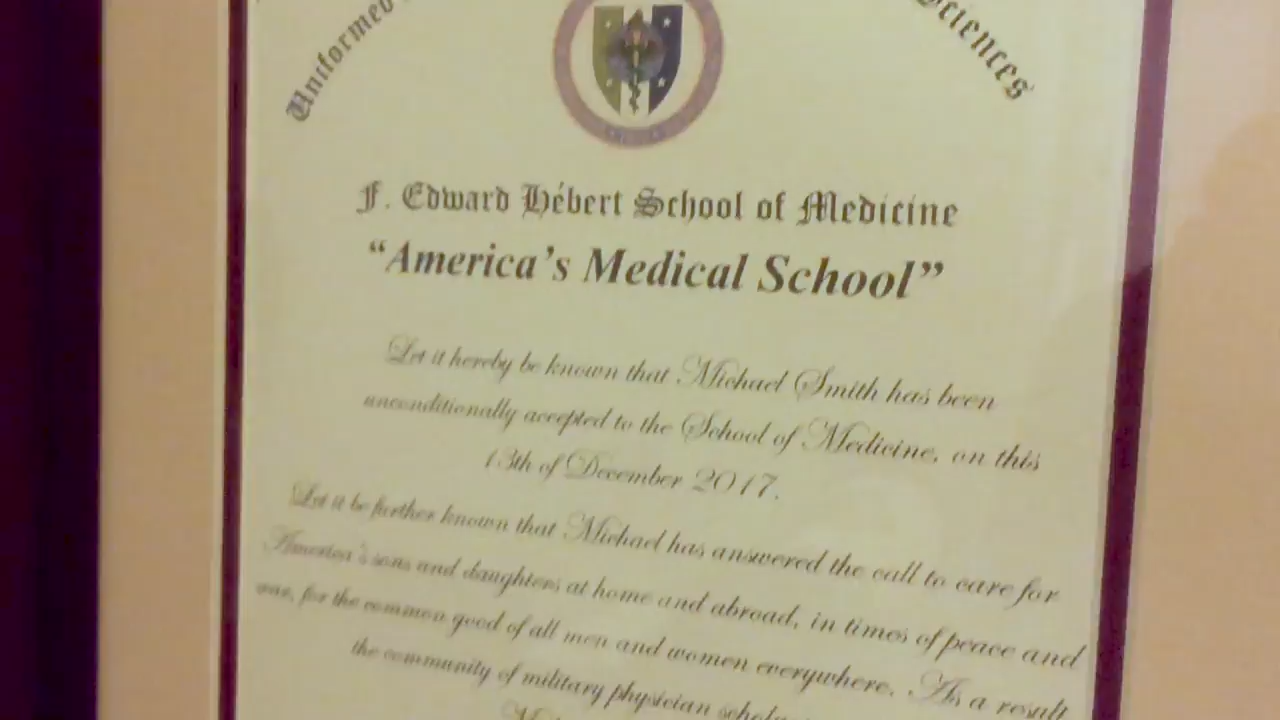 Uniformed
Sciences
F. Edward Hébert School of Medicine
“America’s Medical School”
Let it hereby be known that Michael Smith has been
unconditionally accepted to the School of Medicine, on this
13th of December 2017.
Let it be further known that Michael has answered the call to care for
America’s sons and daughters at home and abroad, in times of peace and
war, for the common good of all men and women everywhere. As a result
the community of military physician